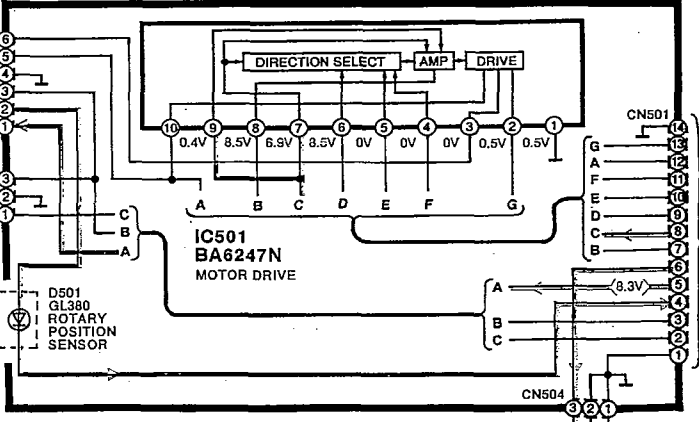 6
5
4
3
2
1
3
2
1
DIRECTION SELECT
AMP
DRIVE
10 9 8 7 6 5 4 3 2 1
0.4V 8.5V 6.9V 8.5V 0V 0V 0V 0.5V 0.5V
A B C D E F G
IC501
BA6247N
MOTOR DRIVE
C
B
A
D501
GL380
ROTARY
POSITION
SENSOR
CN501
14
G 13
A 12
F 11
E 10
D 9
C 8
B 7
6
A 8.3V 5
4
B 3
C 2
1
CN504
3 2 1